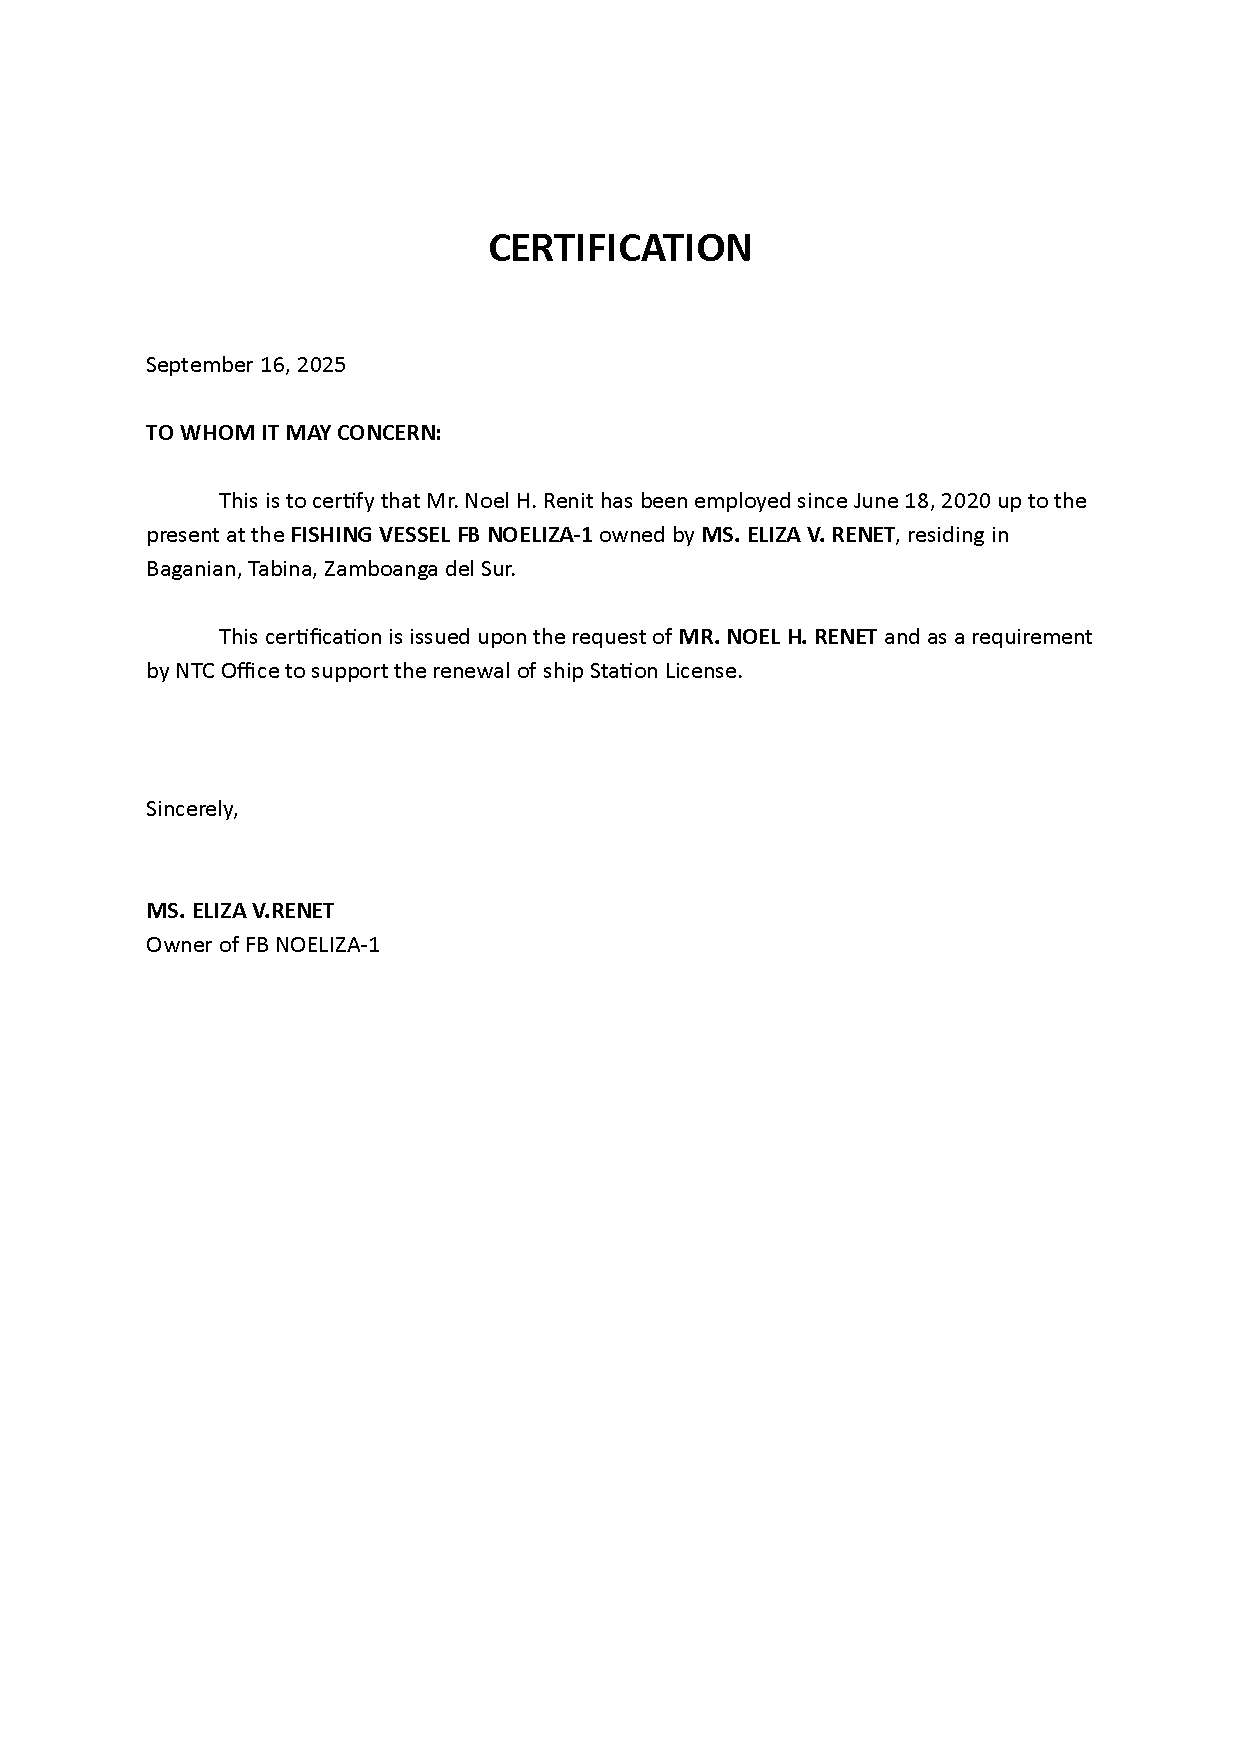 CERTIFICATION
September 16, 2025
TO WHOM IT MAY CONCERN:
This is to certify that Mr. Noel H. Renit has been employed since June 18, 2020 up to the
present at the FISHING VESSEL FB NOELIZA-1 owned by MS. ELIZA V. RENET, residing in
Baganian, Tabina, Zamboanga del Sur.
This certification is issued upon the request of MR. NOEL H. RENET and as a requirement
by NTC Office to support the renewal of ship Station License.
Sincerely,
MS. ELIZA V.RENET
Owner of FB NOELIZA-1